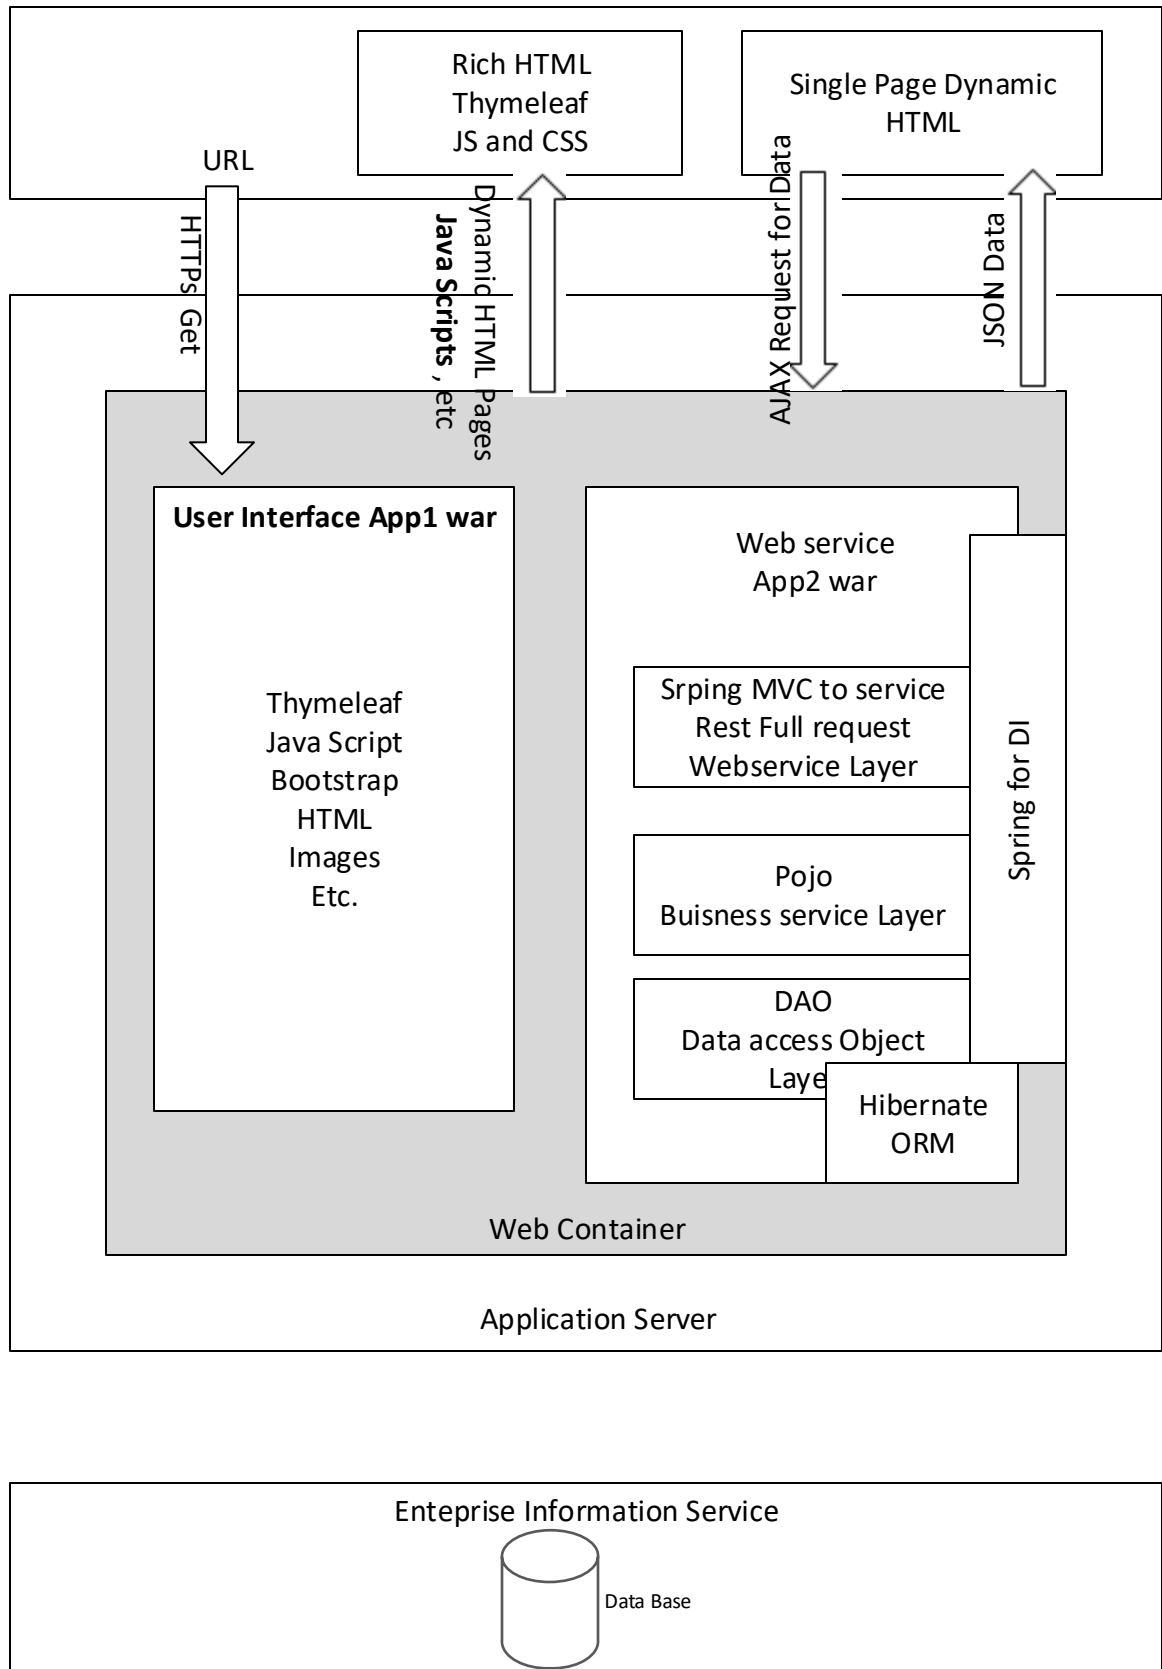 Rich HTML
Thymeleaf
JS and CSS
Single Page Dynamic
HTML
URL
HTTPs Get
Dynamic HTML Pages
Java Scripts , etc
AJAX Request for Data
JSON Data
User Interface App1 war
Thymeleaf
Java Script
Bootstrap
HTML
Images
Etc.
Web service
App2 war
Srping MVC to service
Rest Full request
Webservice Layer
Pojo
Buisness service Layer
DAO
Data access Object
Laye
Spring for DI
Hibernate
ORM
Web Container
Application Server
Enteprise Information Service
Data Base